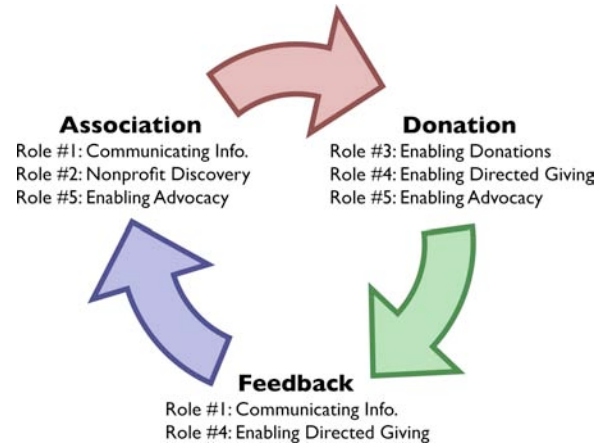 Association
Role #1: Communicating Info.
Role #2: Nonprofit Discovery
Role #5: Enabling Advocacy
Donation
Role #3: Enabling Donations
Role #4: Enabling Directed Giving
Role #5: Enabling Advocacy
Feedback
Role #1: Communicating Info.
Role #4: Enabling Directed Giving